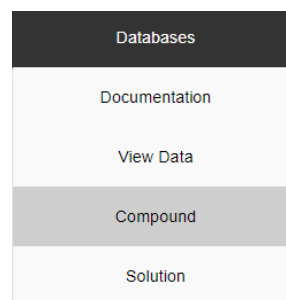 Databases
Documentation
View Data
Compound
Solution